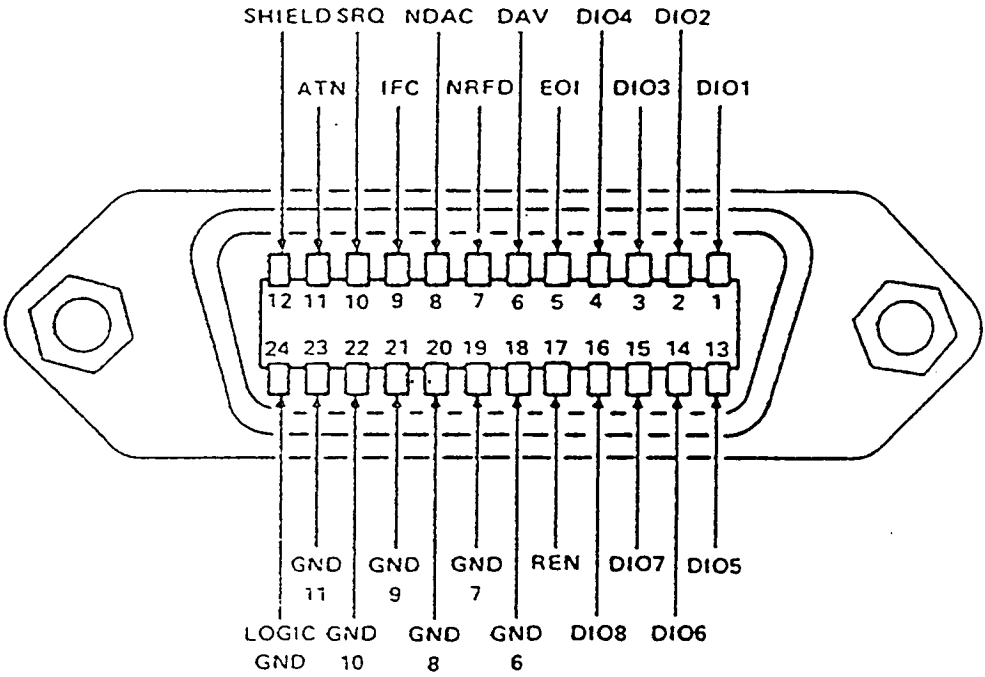 SHIELD SRQ NDAC DAV DIO4 DIO2
ATN IFC NRFD EOI DIO3 DIO1
12 11 10 9 8 7 6 5 4 3 2 1
24 23 22 21 20 19 18 17 16 15 14 13
GND GND GND REN DIO7 DIO5
11 9 7
LOGIC GND GND GND DIO8 DIO6
GND 10 8 6